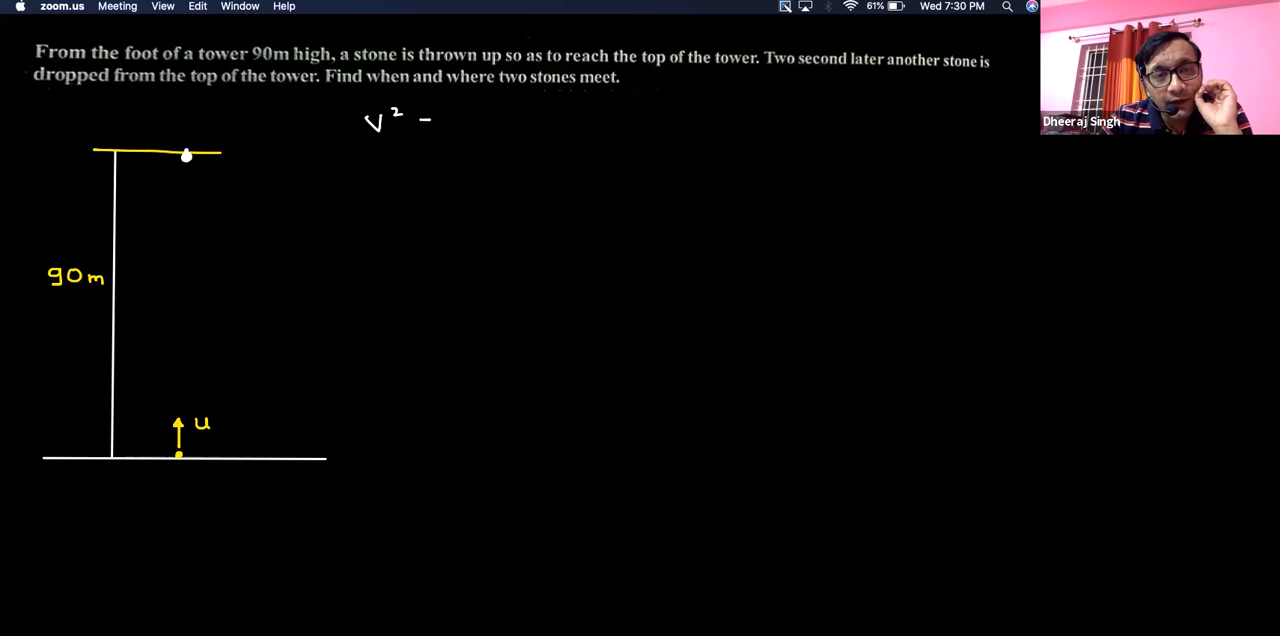 zoom.us Meeting View Edit Window Help 61% Wed 7:30 PM
From the foot of a tower 90m high, a stone is thrown up so as to reach the top of the tower. Two second later another stone is
dropped from the top of the tower. Find when and where two stones meet.
Dheeraj Singh
v² -
90m
u